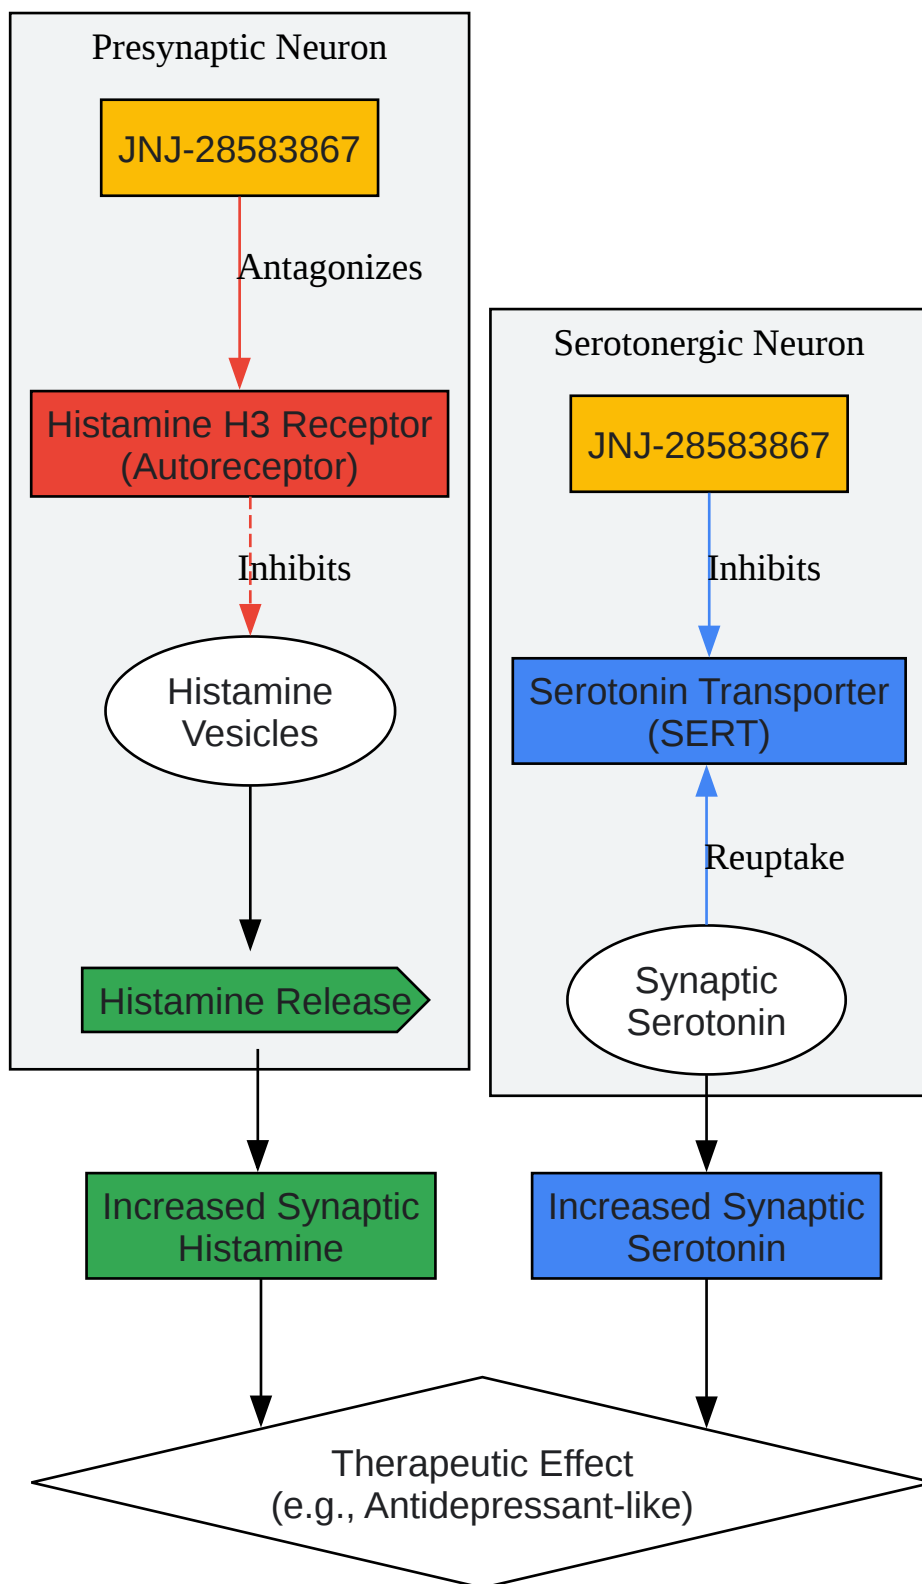 Presynaptic Neuron
JNJ-28583867
Antagonizes
Histamine H3 Receptor
(Autoreceptor)
Inhibits
Histamine
Vesicles
Histamine Release
Serotonergic Neuron
JNJ-28583867
Inhibits
Serotonin Transporter
(SERT)
Reuptake
Synaptic
Serotonin
Increased Synaptic
Histamine
Increased Synaptic
Serotonin
Therapeutic Effect
(e.g., Antidepressant-like)